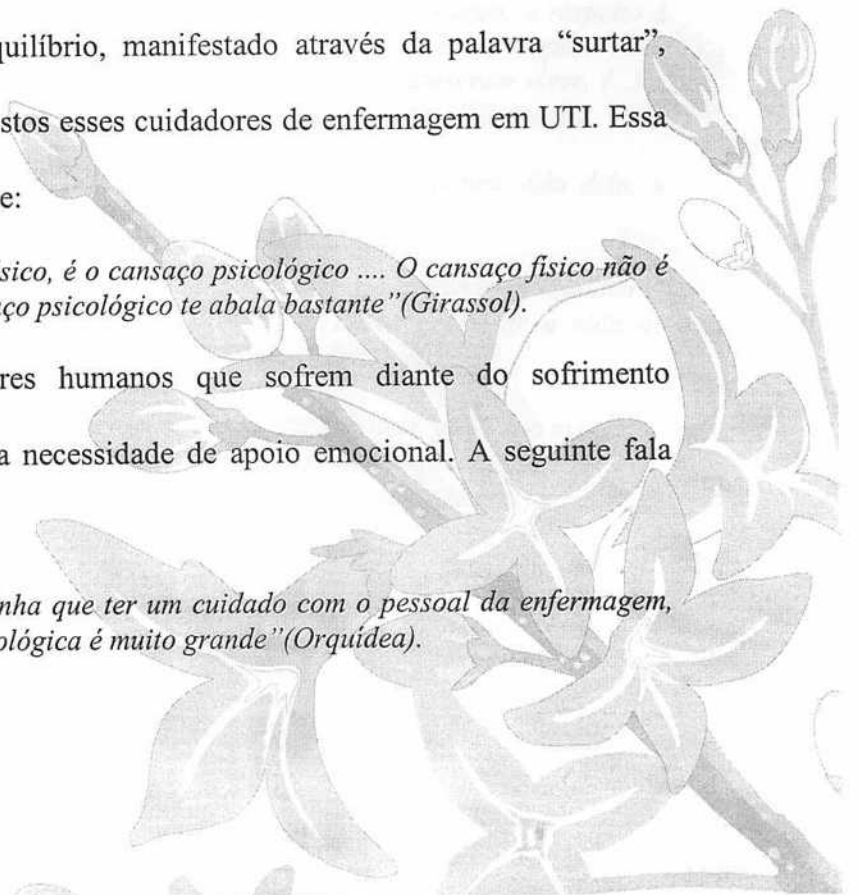 quilíbrio, manifestado através da palavra “surtar”,
stos esses cuidadores de enfermagem em UTI. Essa
e:
sico, é o cansaço psicológico .... O cansaço físico não é
ço psicológico te abala bastante”(Girassol).
res humanos que sofrem diante do sofrimento
a necessidade de apoio emocional. A seguinte fala
nha que ter um cuidado com o pessoal da enfermagem,
ológica é muito grande”(Orquídea).